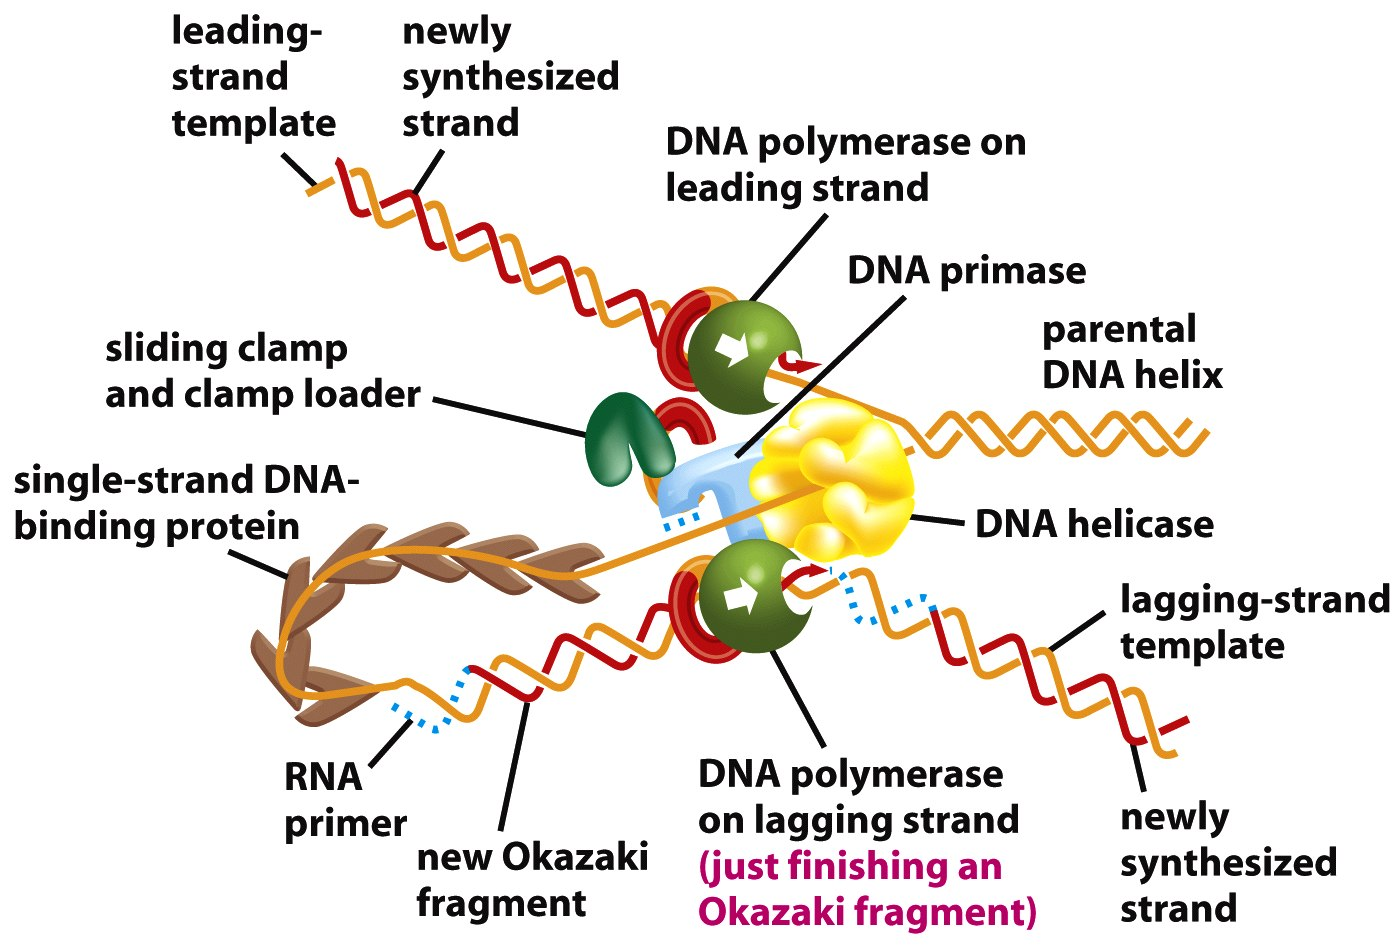 leading-
strand
template
newly
synthesized
strand
DNA polymerase on
leading strand
DNA primase
parental
DNA helix
sliding clamp
and clamp loader
single-strand DNA-
binding protein
DNA helicase
lagging-strand
template
RNA
primer
new Okazaki
fragment
DNA polymerase
on lagging strand
(just finishing an
Okazaki fragment)
newly
synthesized
strand